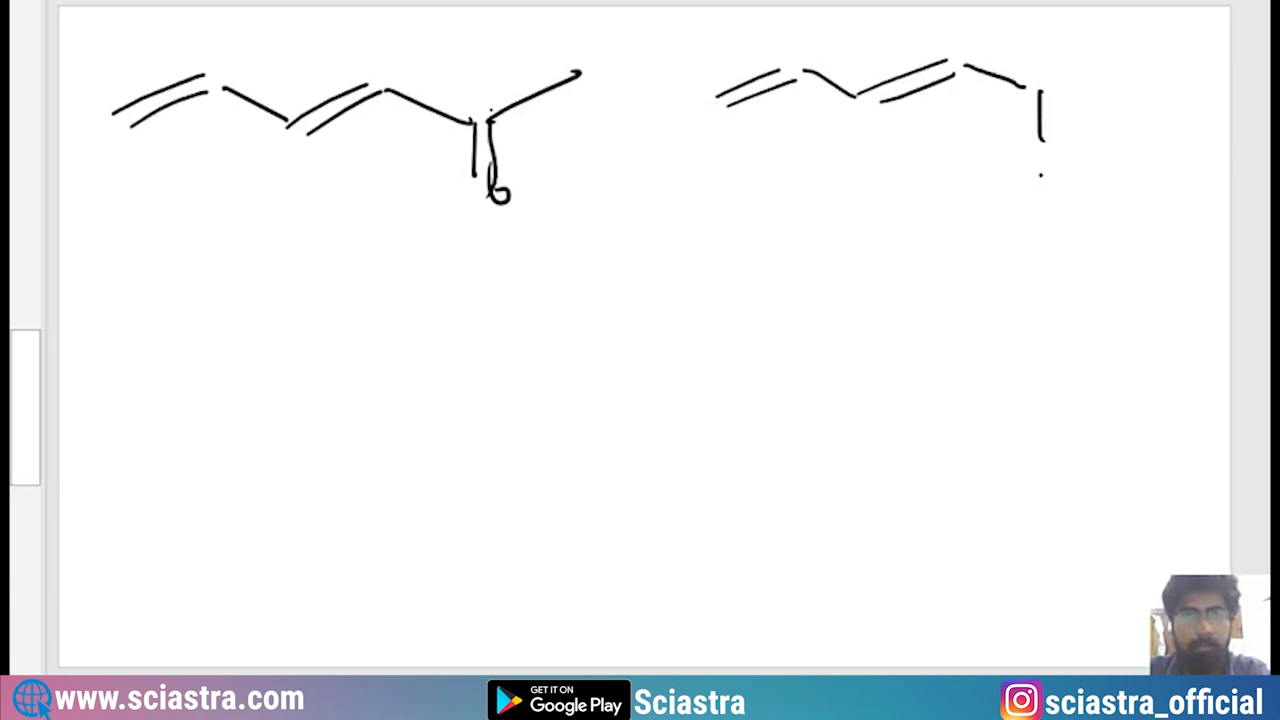 o
www.sciastra.com
GET IT ON
Google Play
Sciastra
sciastra_official